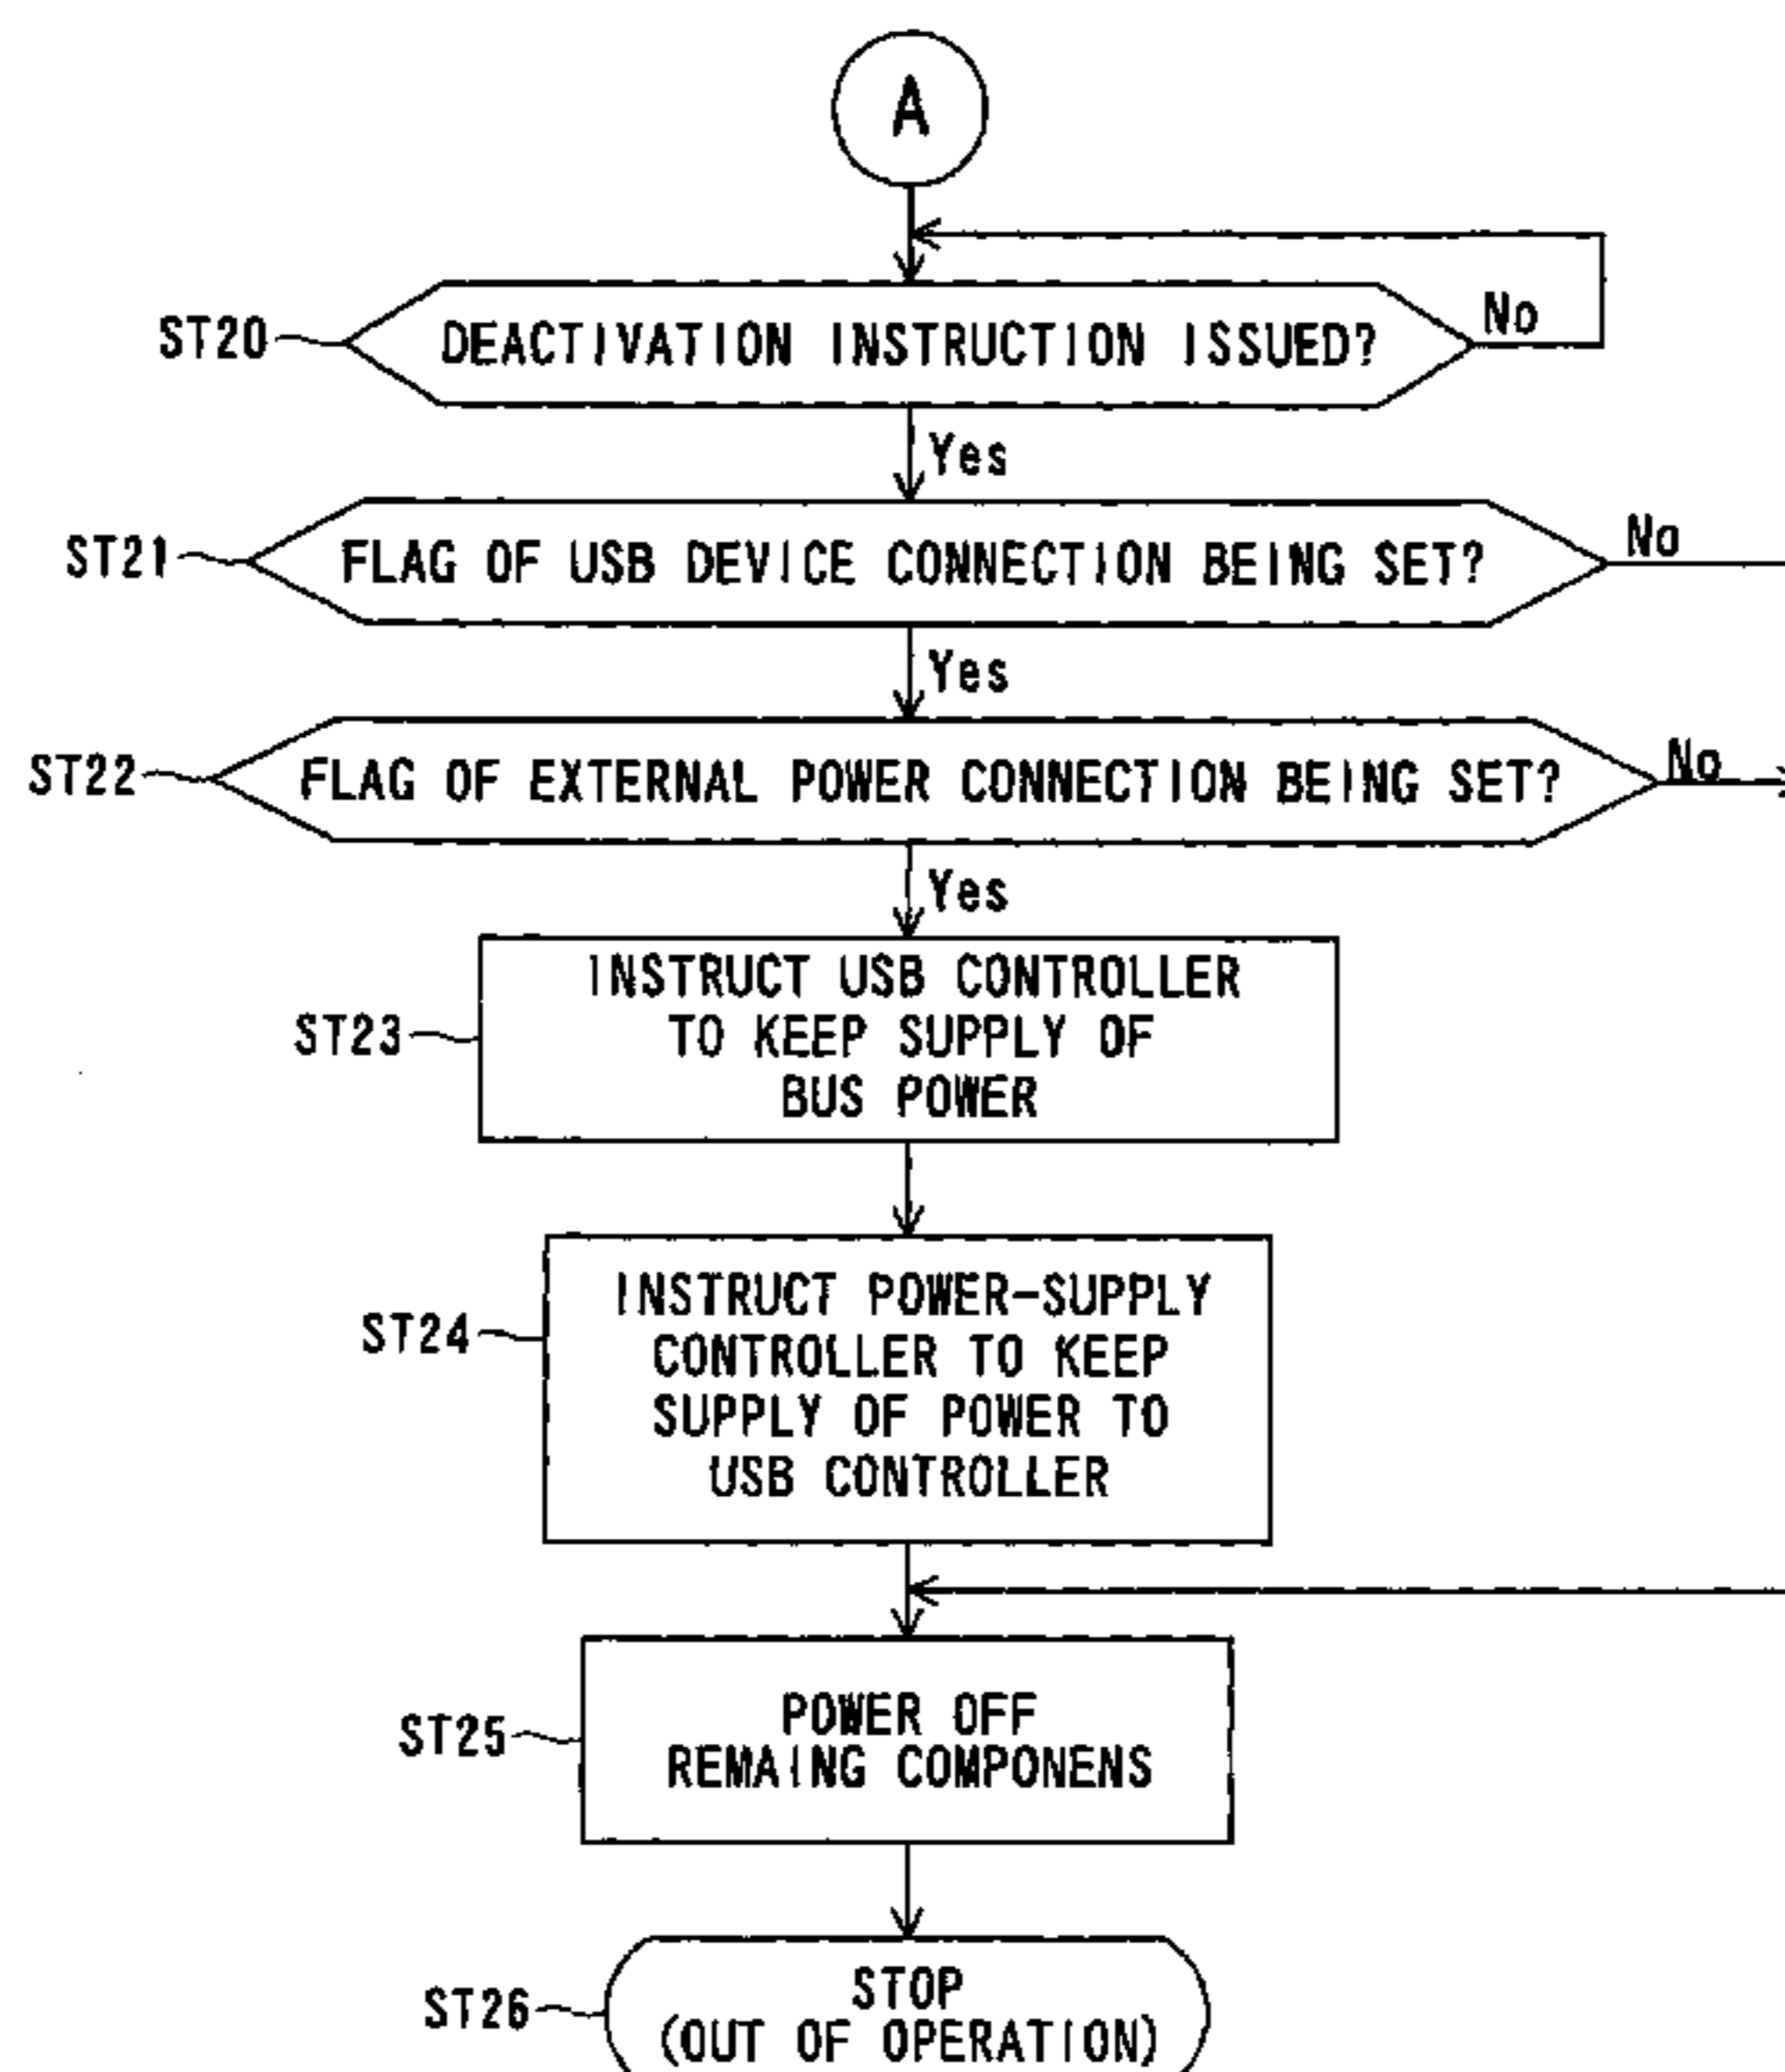 A
ST20
DEACTIVATION INSTRUCTION ISSUED?
No
Yes
ST21
FLAG OF USB DEVICE CONNECTION BEING SET?
No
Yes
ST22
FLAG OF EXTERNAL POWER CONNECTION BEING SET?
No
Yes
ST23
INSTRUCT USB CONTROLLER
TO KEEP SUPPLY OF
BUS POWER
ST24
INSTRUCT POWER-SUPPLY
CONTROLLER TO KEEP
SUPPLY OF POWER TO
USB CONTROLLER
ST25
POWER OFF
REMAING COMPONENS
ST26
STOP
(OUT OF OPERATION)